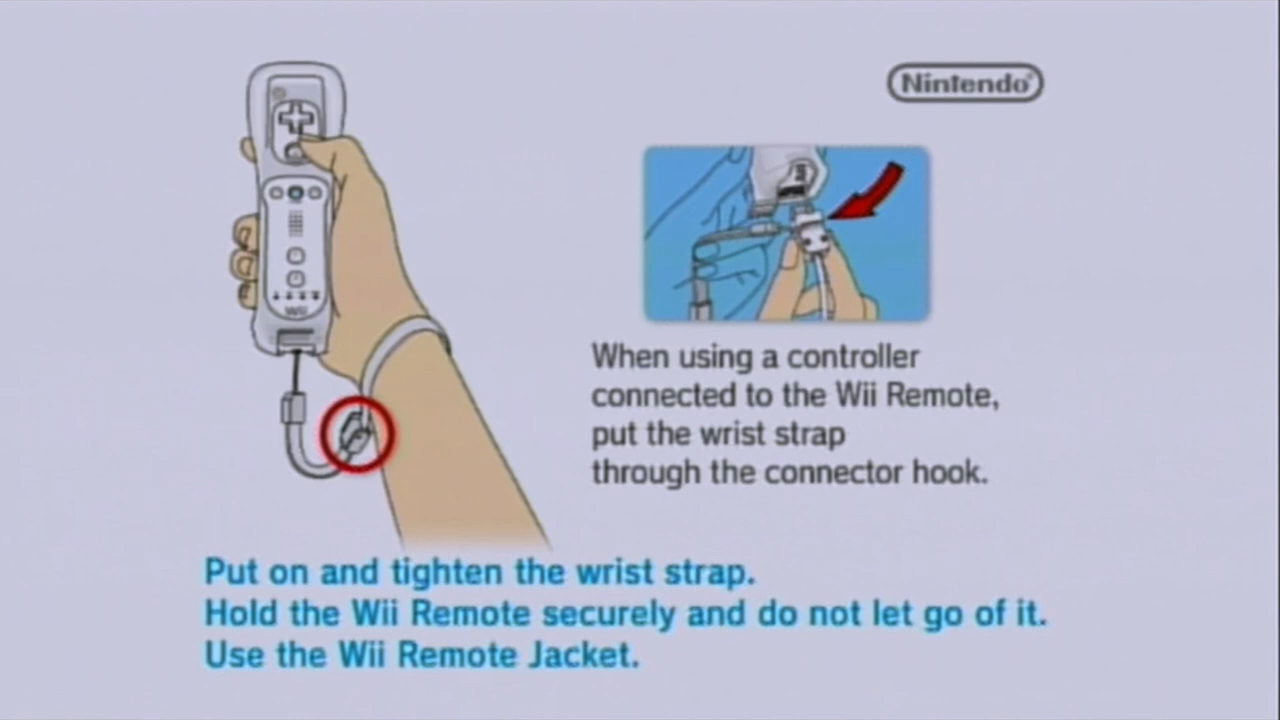 Nintendo
When using a controller
connected to the Wii Remote,
put the wrist strap
through the connector hook.
Wii
Put on and tighten the wrist strap.
Hold the Wii Remote securely and do not let go of it.
Use the Wii Remote Jacket.